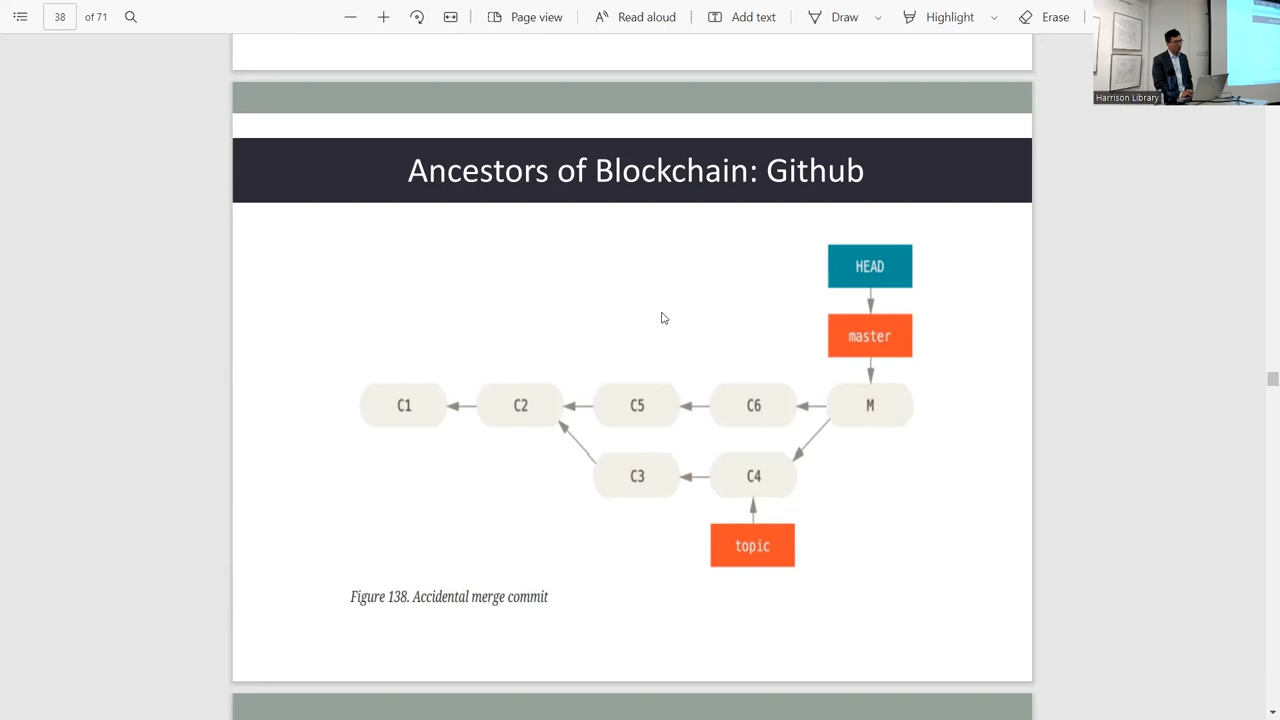 38 of 71 Page view Read aloud Add text Draw Highlight Erase
Harrison Library
Ancestors of Blockchain: Github
HEAD
master
C1 C2 C5 C6 M
C3 C4
topic
Figure 138. Accidental merge commit